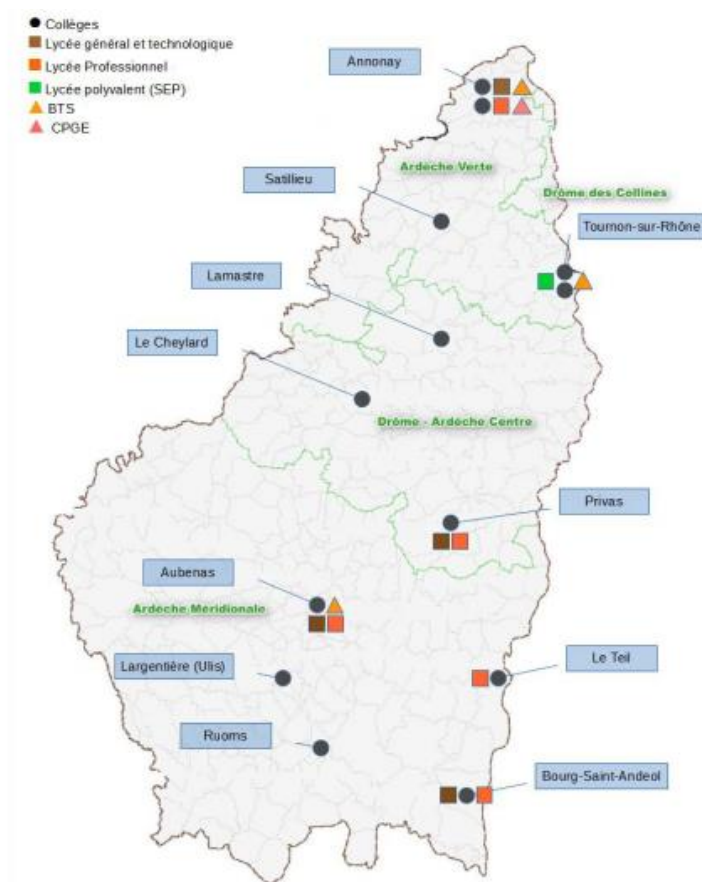 Collèges
Lycée général et technologique
Lycée Professionnel
Lycée polyvalent (SEP)
BTS
CPGE
Annonay
Ardèche Verte
Satillieu
Drôme des Collines
Tournon-sur-Rhône
Lamastre
Le Cheylard
Drôme - Ardèche Centre
Privas
Aubenas
Ardèche Méridionale
Largentière (Ulis)
Le Teil
Ruoms
Bourg-Saint-Andeol